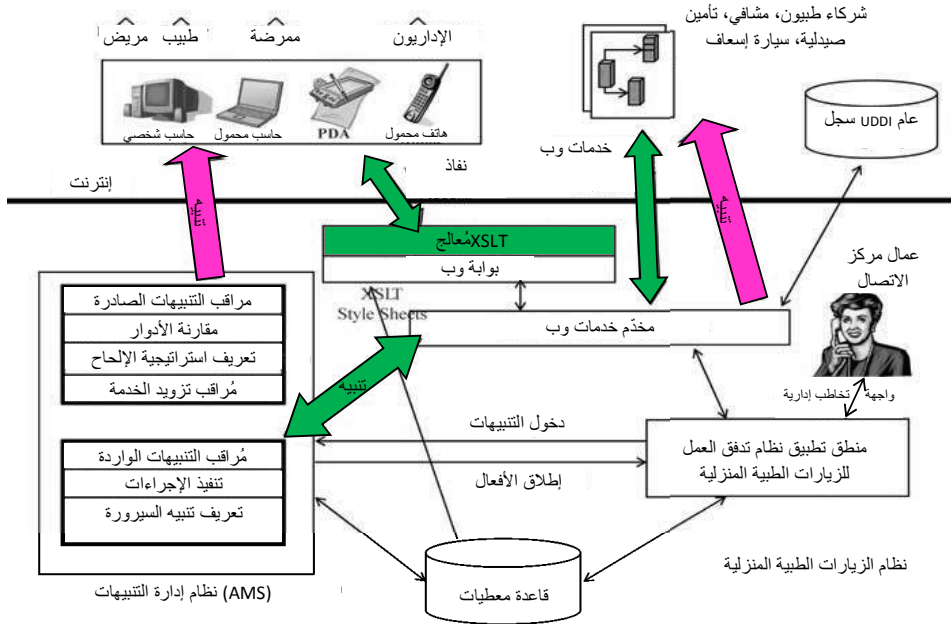 شركاء طبيون، مشافي، تأمين
صيدلية، سيارة إسعاف
الإداريون
ممرضة
طبيب
مريض
هاتف محمول
PDA
حاسب محمول
حاسب شخصي
عام UDDI سجل
خدمات وب
نفاذ
إنترنت
تنبيه
تنبيه
XSLTمُعالج
بوابة وب
XSLT
Style Sheets
مخدّم خدمات وب
عمال مركز
الاتصال
واجهة تخاطب إدارية
مراقب التنبيهات الصادرة
مقارنة الأدوار
تعريف استراتيجية الإلحاح
مُراقب تزويد الخدمة
تنبيه
دخول التنبيهات
إطلاق الأفعال
منطق تطبيق نظام تدفق العمل
للزيارات الطبية المنزلية
مُراقب التنبيهات الواردة
تنفيذ الإجراءات
تعريف تنبيه السيرورة
نظام الزيارات الطبية المنزلية
قاعدة معطيات
(AMS) نظام إدارة التنبيهات